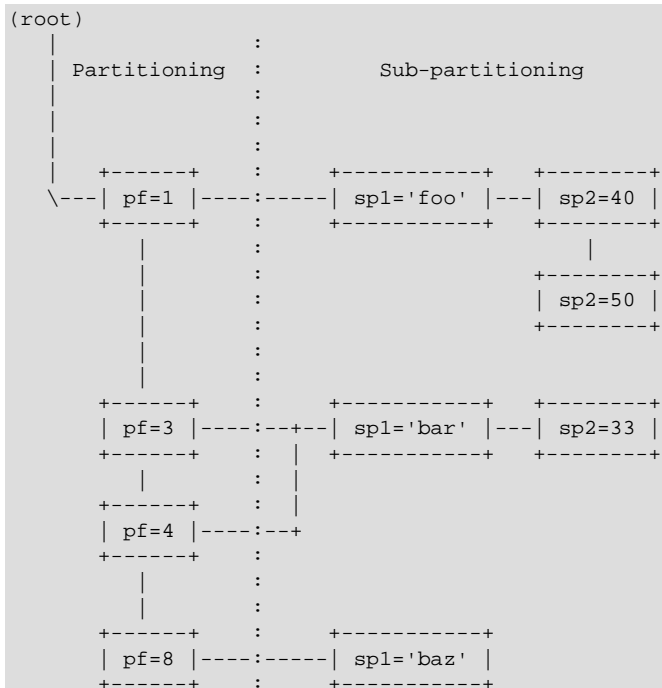 (root)
   |               :
   | Partitioning  :         Sub-partitioning
   |               :
   |               :
   |               :
   |   +------+    :     +-----------+   +--------+
   \---| pf=1 |----:-----| sp1='foo' |---| sp2=40 |
       +------+    :     +-----------+   +--------+
          |        :                         |
          |        :                     +--------+
          |        :                     | sp2=50 |
          |        :                     +--------+
          |        :
          |        :
       +------+    :     +-----------+   +--------+
       | pf=3 |----:--+--| sp1='bar' |---| sp2=33 |
       +------+    :  |  +-----------+   +--------+
          |        :  |
       +------+    :  |
       | pf=4 |----:--+
       +------+    :
          |        :
          |        :
       +------+    :     +-----------+
       | pf=8 |----:-----| sp1='baz' |
       +------+    :     +-----------+